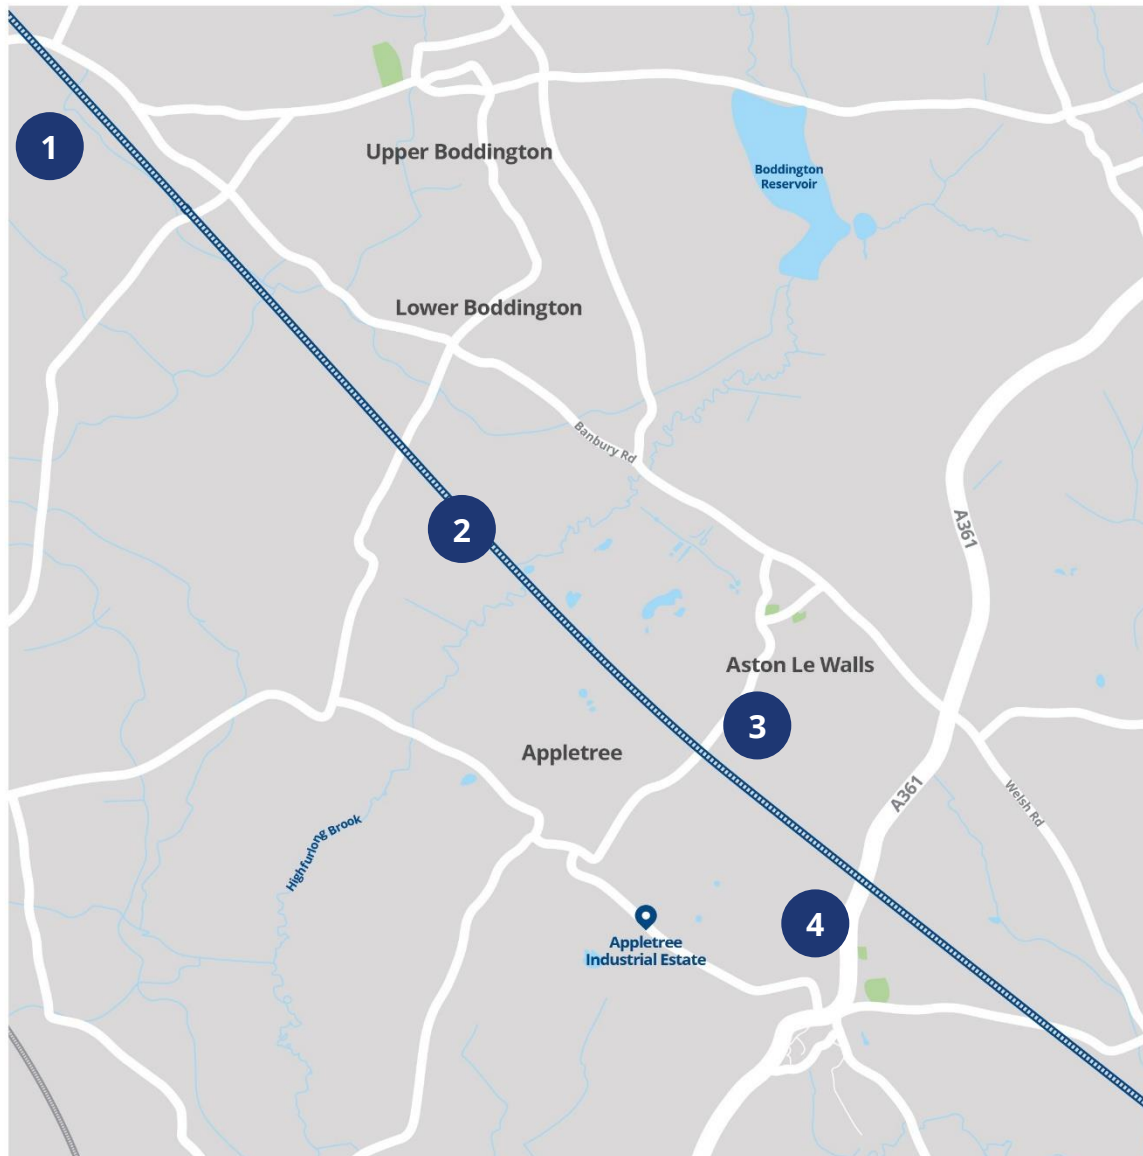 1
Upper Boddington
Boddington
Reservoir
Lower Boddington
Banbury Rd
A361
2
Aston Le Walls
3
Appletree
A361
Welsh Rd
Highfurlong Brook
4
Appletree
Industrial Estate